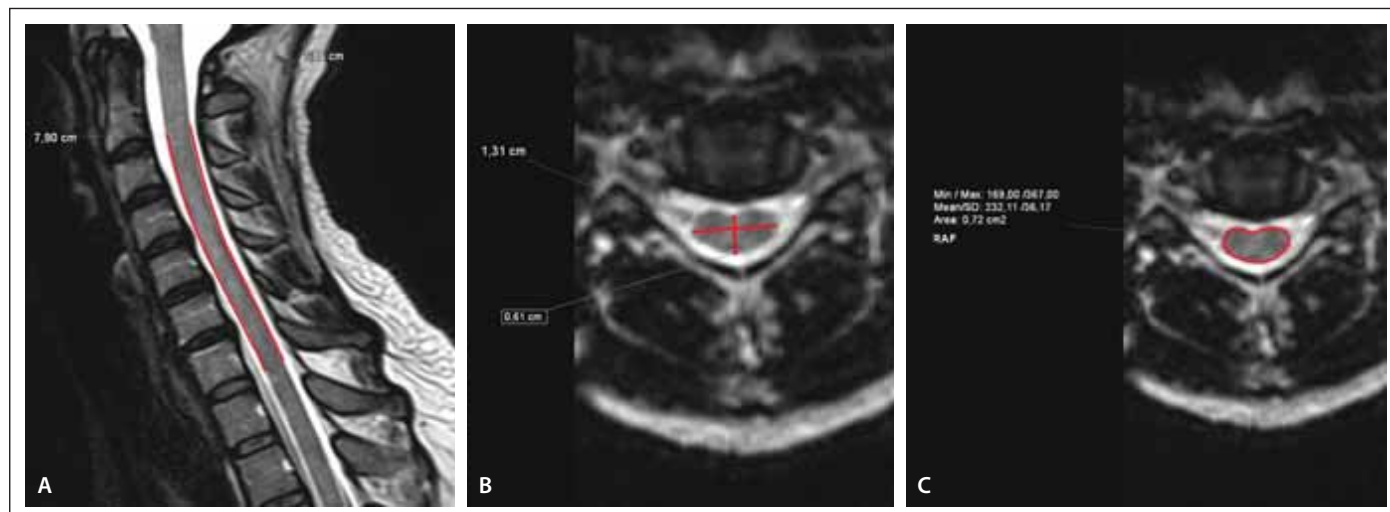 7,90 cm
A
1,31 cm
0.61 cm
B
Min / Max: 169,00 /367,00
Mean/SD: 232,11 /36,17
Area: 0,72 cm2
RAF
C